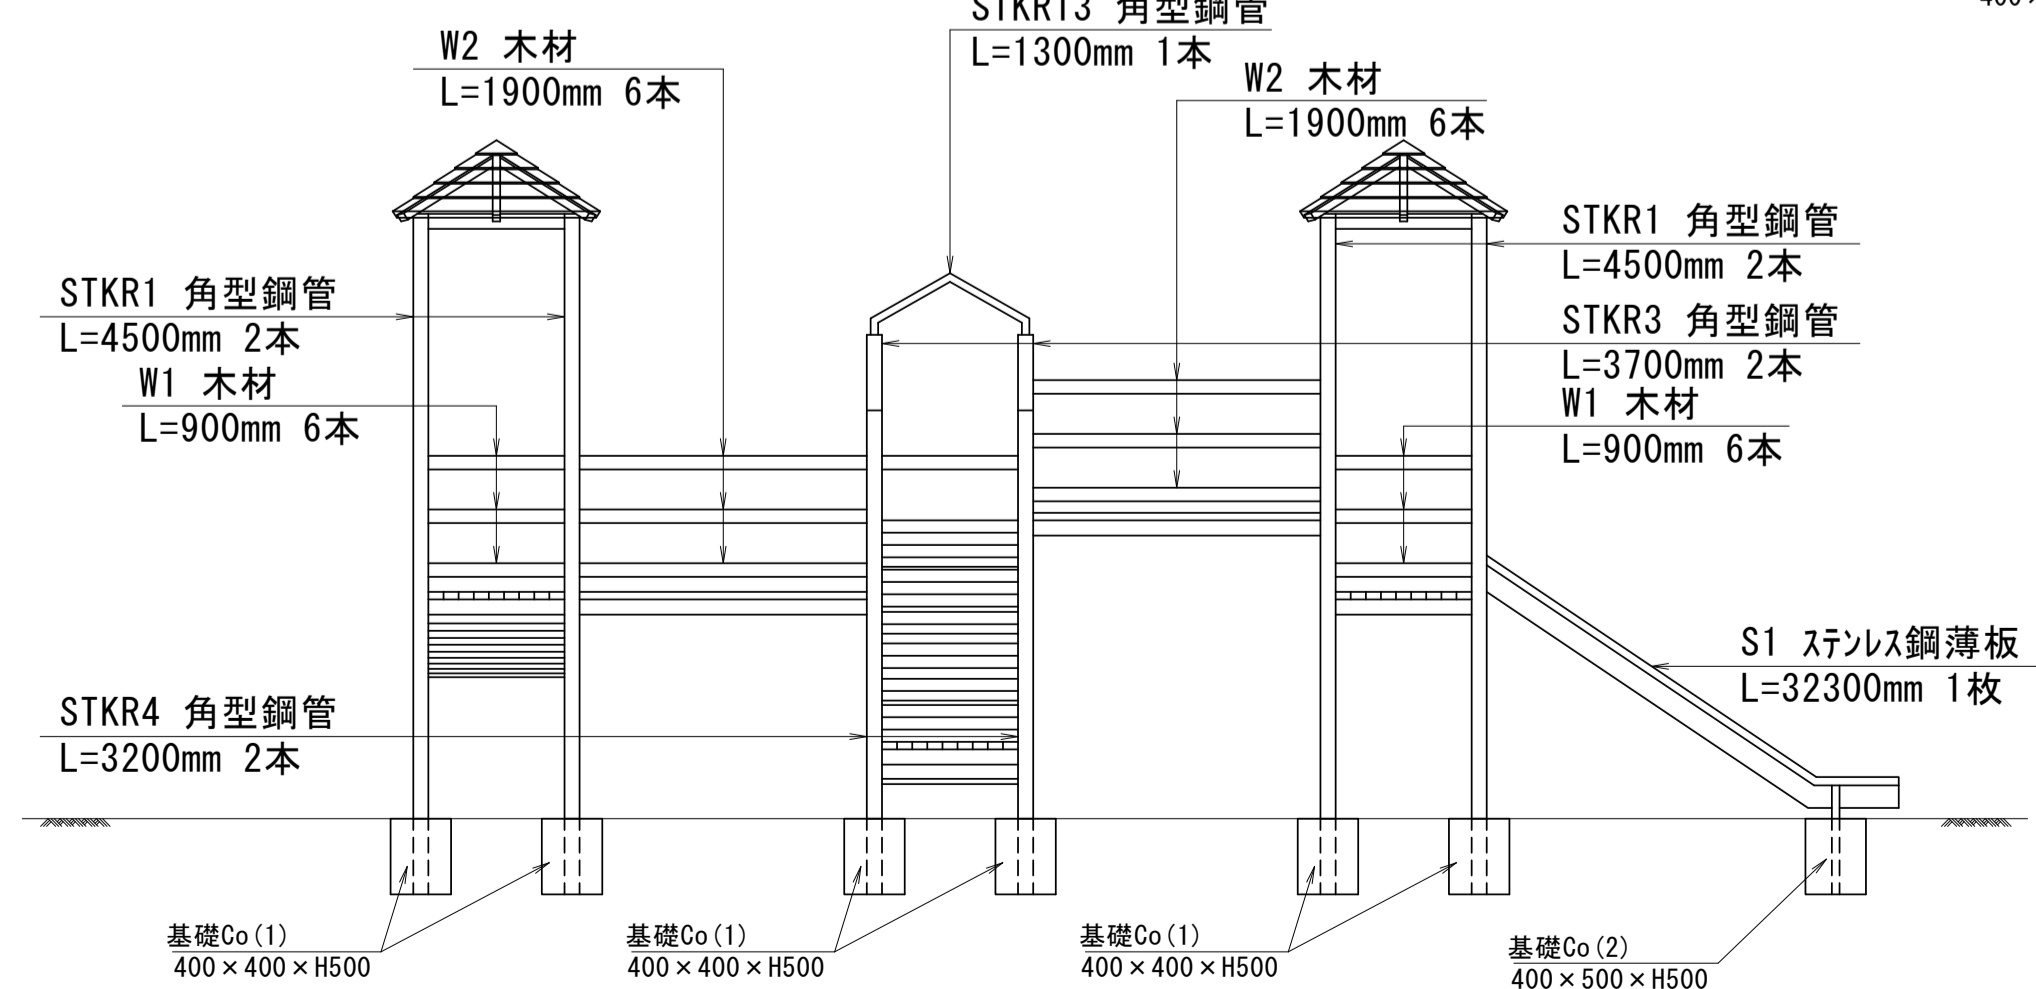 STKR13 角型鋼管
L=1300mm 1本
W2 木材
L=1900mm 6本
W2 木材
L=1900mm 6本
STKR1 角型鋼管
L=4500mm 2本
STKR1 角型鋼管
L=4500mm 2本
STKR3 角型鋼管
L=3700mm 2本
W1 木材
L=900mm 6本
W1 木材
L=900mm 6本
S1 ステンレス鋼薄板
L=32300mm 1枚
STKR4 角型鋼管
L=3200mm 2本
基礎Co(1)
400×400×H500
基礎Co(1)
400×400×H500
基礎Co(1)
400×400×H500
基礎Co(2)
400×500×H500